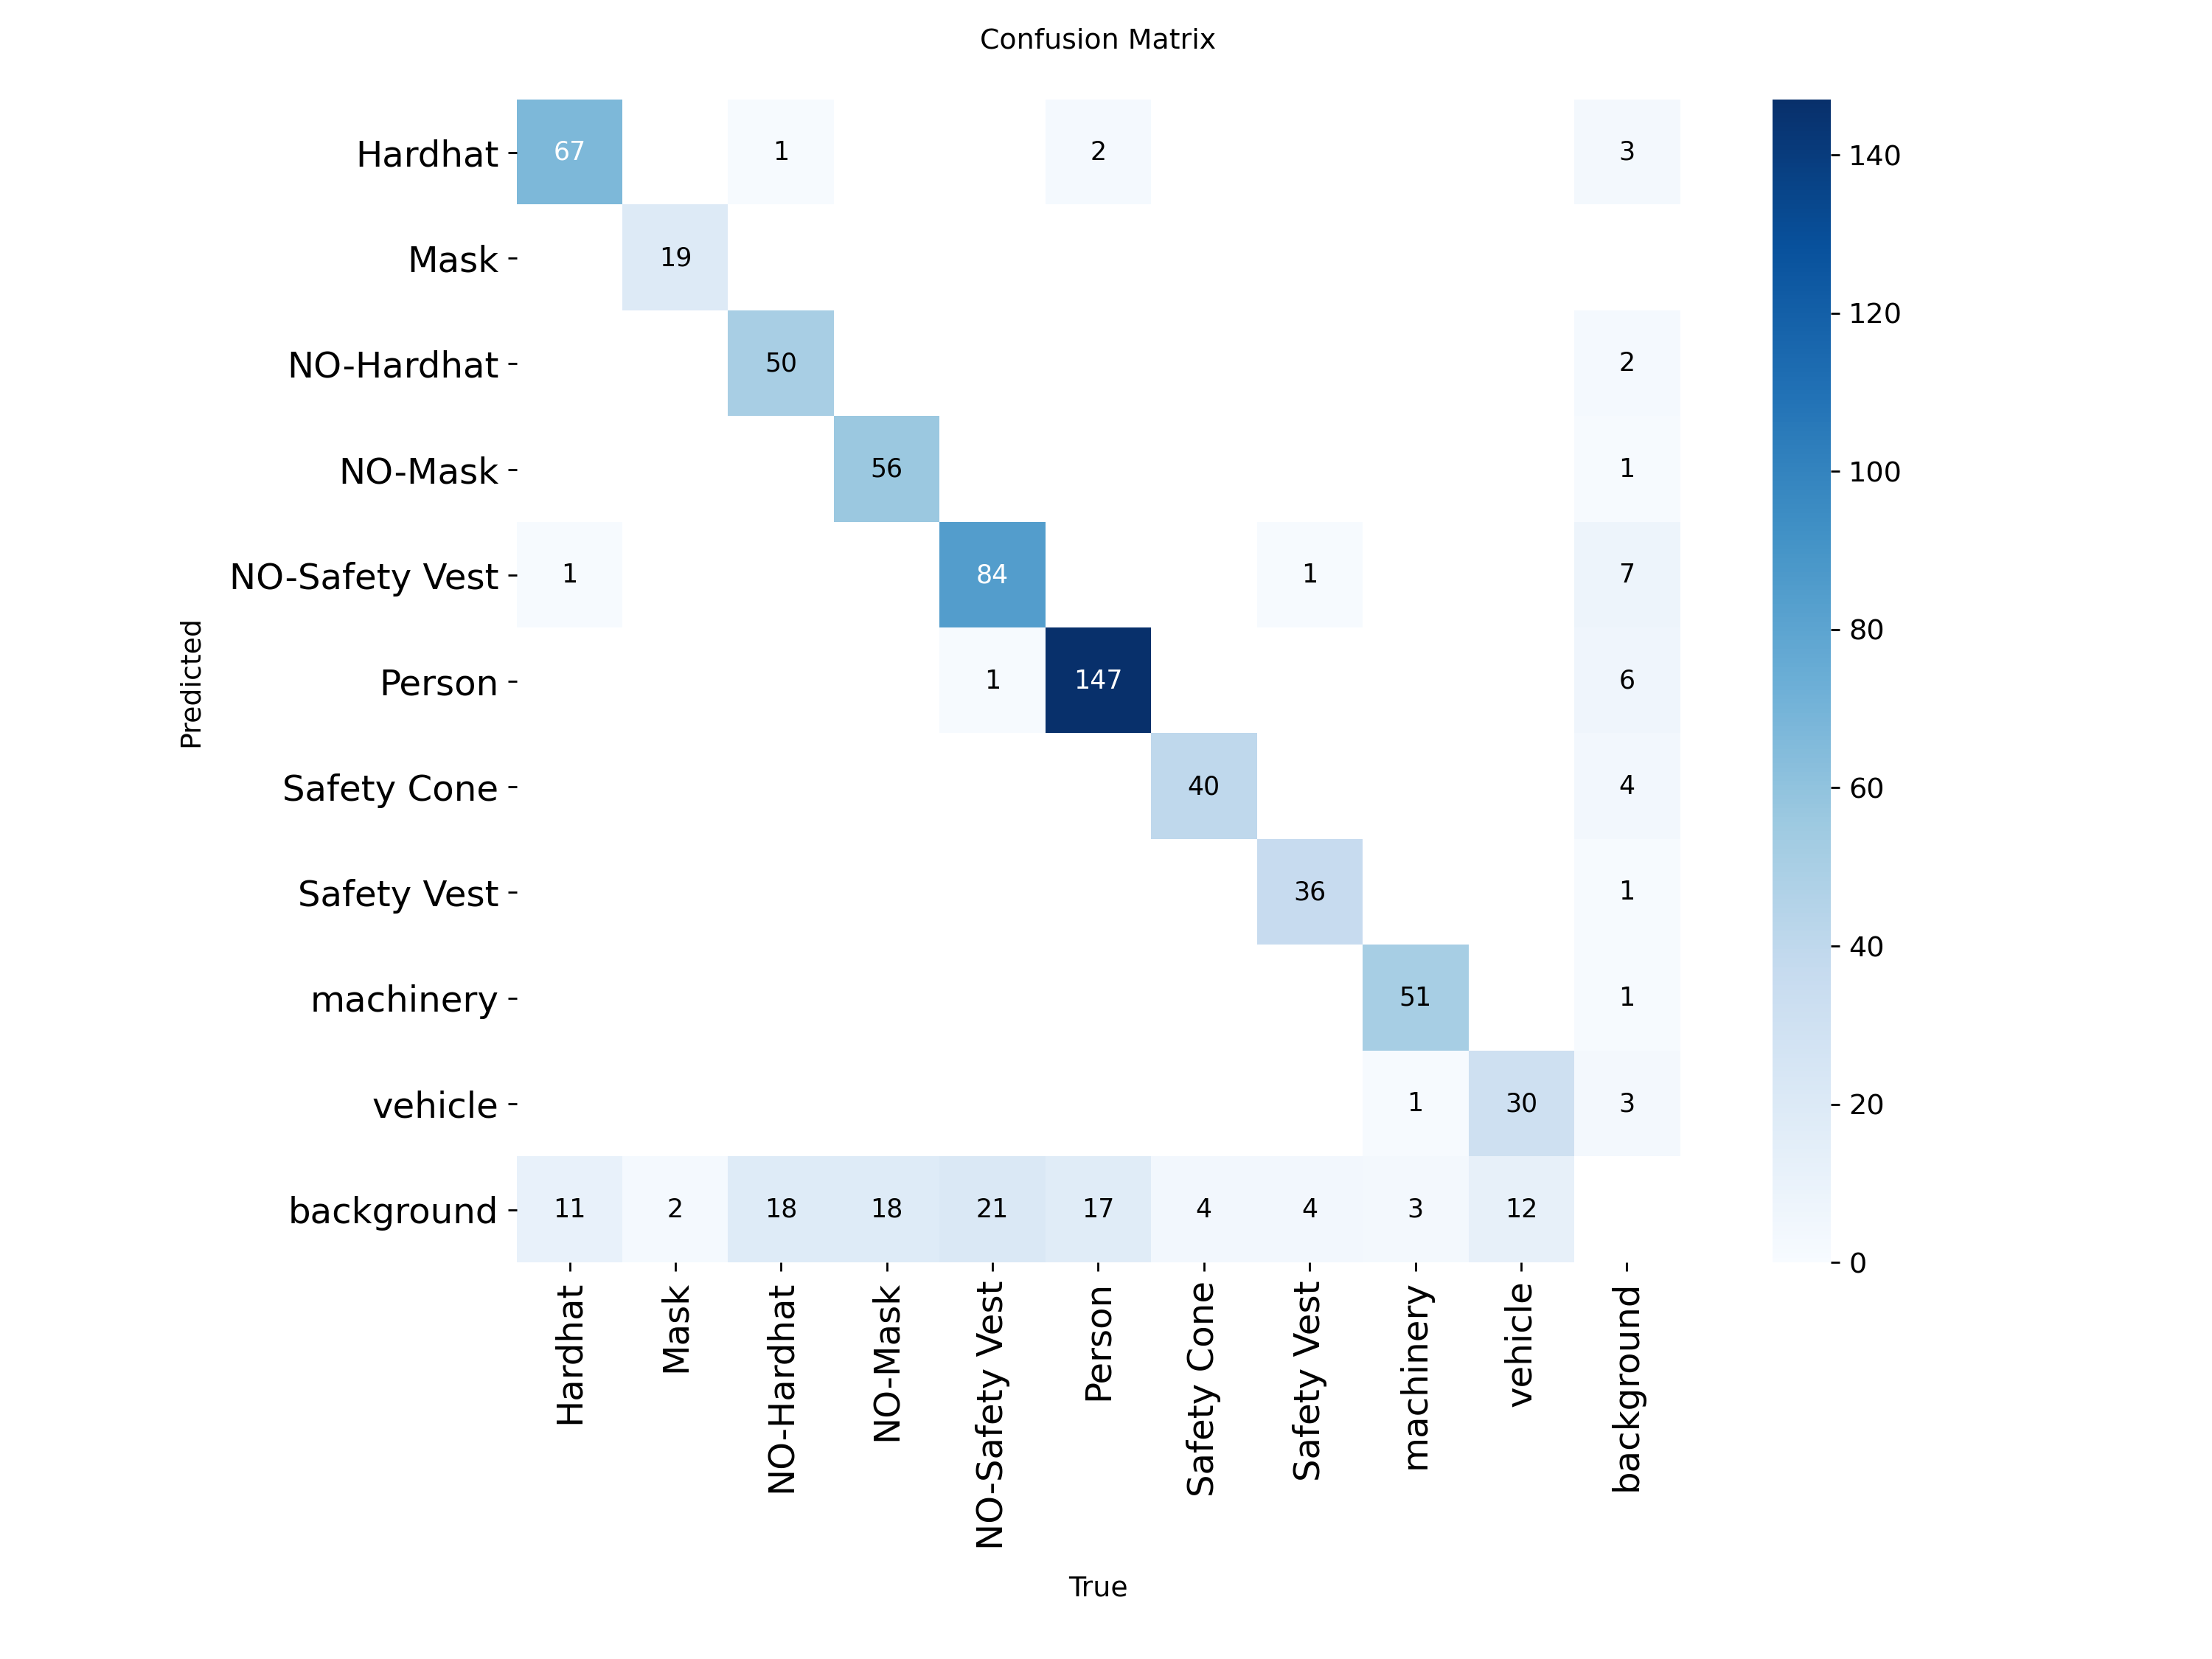 Confusion Matrix
Hardhat 67 1 2 3
Mask 19
NO-Hardhat 50 2
NO-Mask 56 1
NO-Safety Vest 1 84 1 7
Person 1 147 6
Safety Cone 40 4
Safety Vest 36 1
machinery 51 1
vehicle 1 30 3
background 11 2 18 18 21 17 4 4 3 12
Predicted
Hardhat
Mask
NO-Hardhat
NO-Mask
NO-Safety Vest
Person
Safety Cone
Safety Vest
machinery
vehicle
background
True
140
120
100
80
60
40
20
0